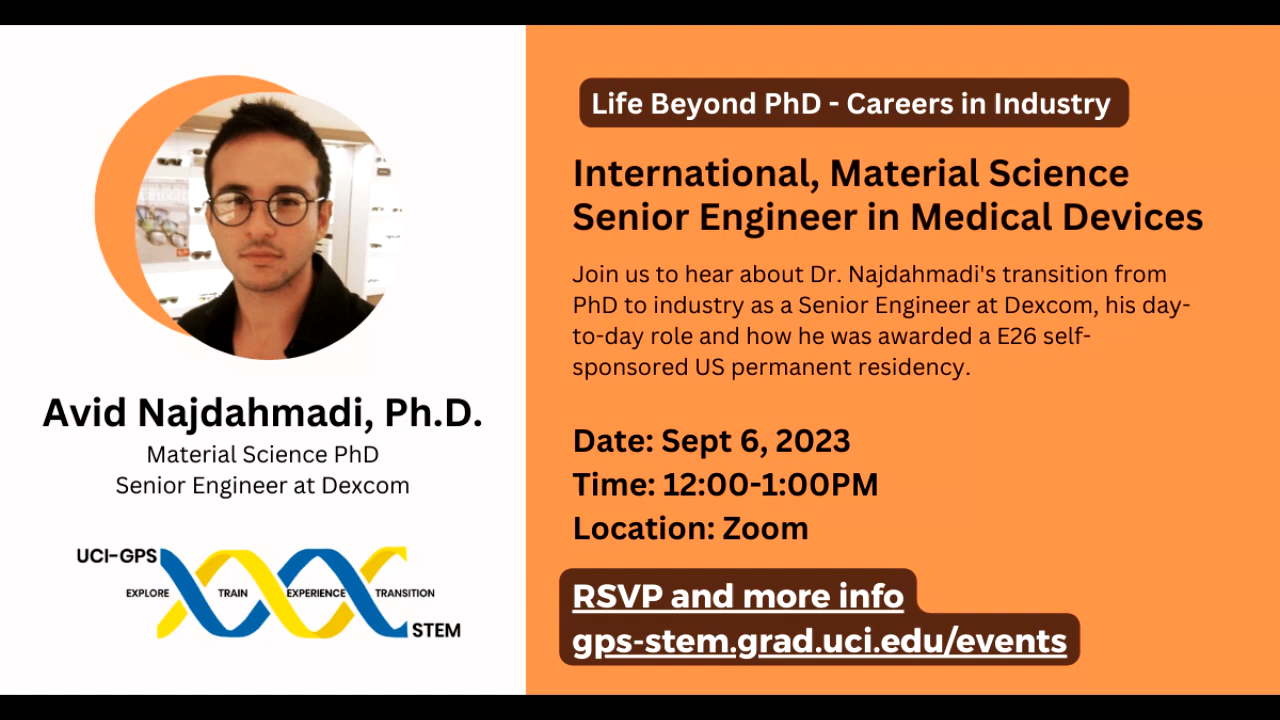 Avid Najdahmadi, Ph.D.
Material Science PhD
Senior Engineer at Dexcom
UCI-GPS
EXPLORE TRAIN EXPERIENCE TRANSITION
STEM
Life Beyond PhD - Careers in Industry
International, Material Science
Senior Engineer in Medical Devices
Join us to hear about Dr. Najdahmadi's transition from
PhD to industry as a Senior Engineer at Dexcom, his day-
to-day role and how he was awarded a E26 self-
sponsored US permanent residency.
Date: Sept 6, 2023
Time: 12:00-1:00PM
Location: Zoom
RSVP and more info
gps-stem.grad.uci.edu/events